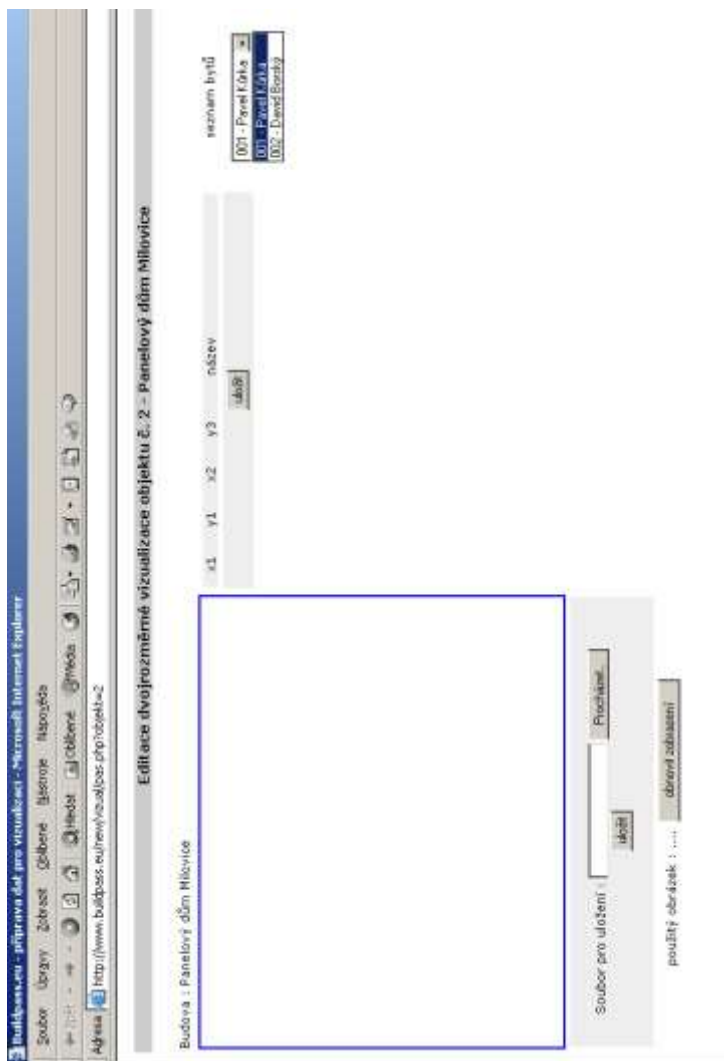 Buildpass.eu - příprava dat pro vizualizaci - Microsoft Internet Explorer
Soubor Úpravy Zobrazit Oblíbené Nástroje Nápověda
Hledat Oblíbené Média
Adresa http://www.buildpass.eu/new/vizual/pas.php?objekt=2
Editace dvojrozměrné vizualizace objektu č. 2 - Panelový dům Milovice
Budova : Panelový dům Milovice
x1 y1 x2 y3 název
uložit
seznam bytů
001 - Pavel Kůrka
001 - Pavel Kůrka
002 - David Borský
Soubor pro uložení : Procházet...
uložit
použitý obrázek : .... obnovit zobrazení